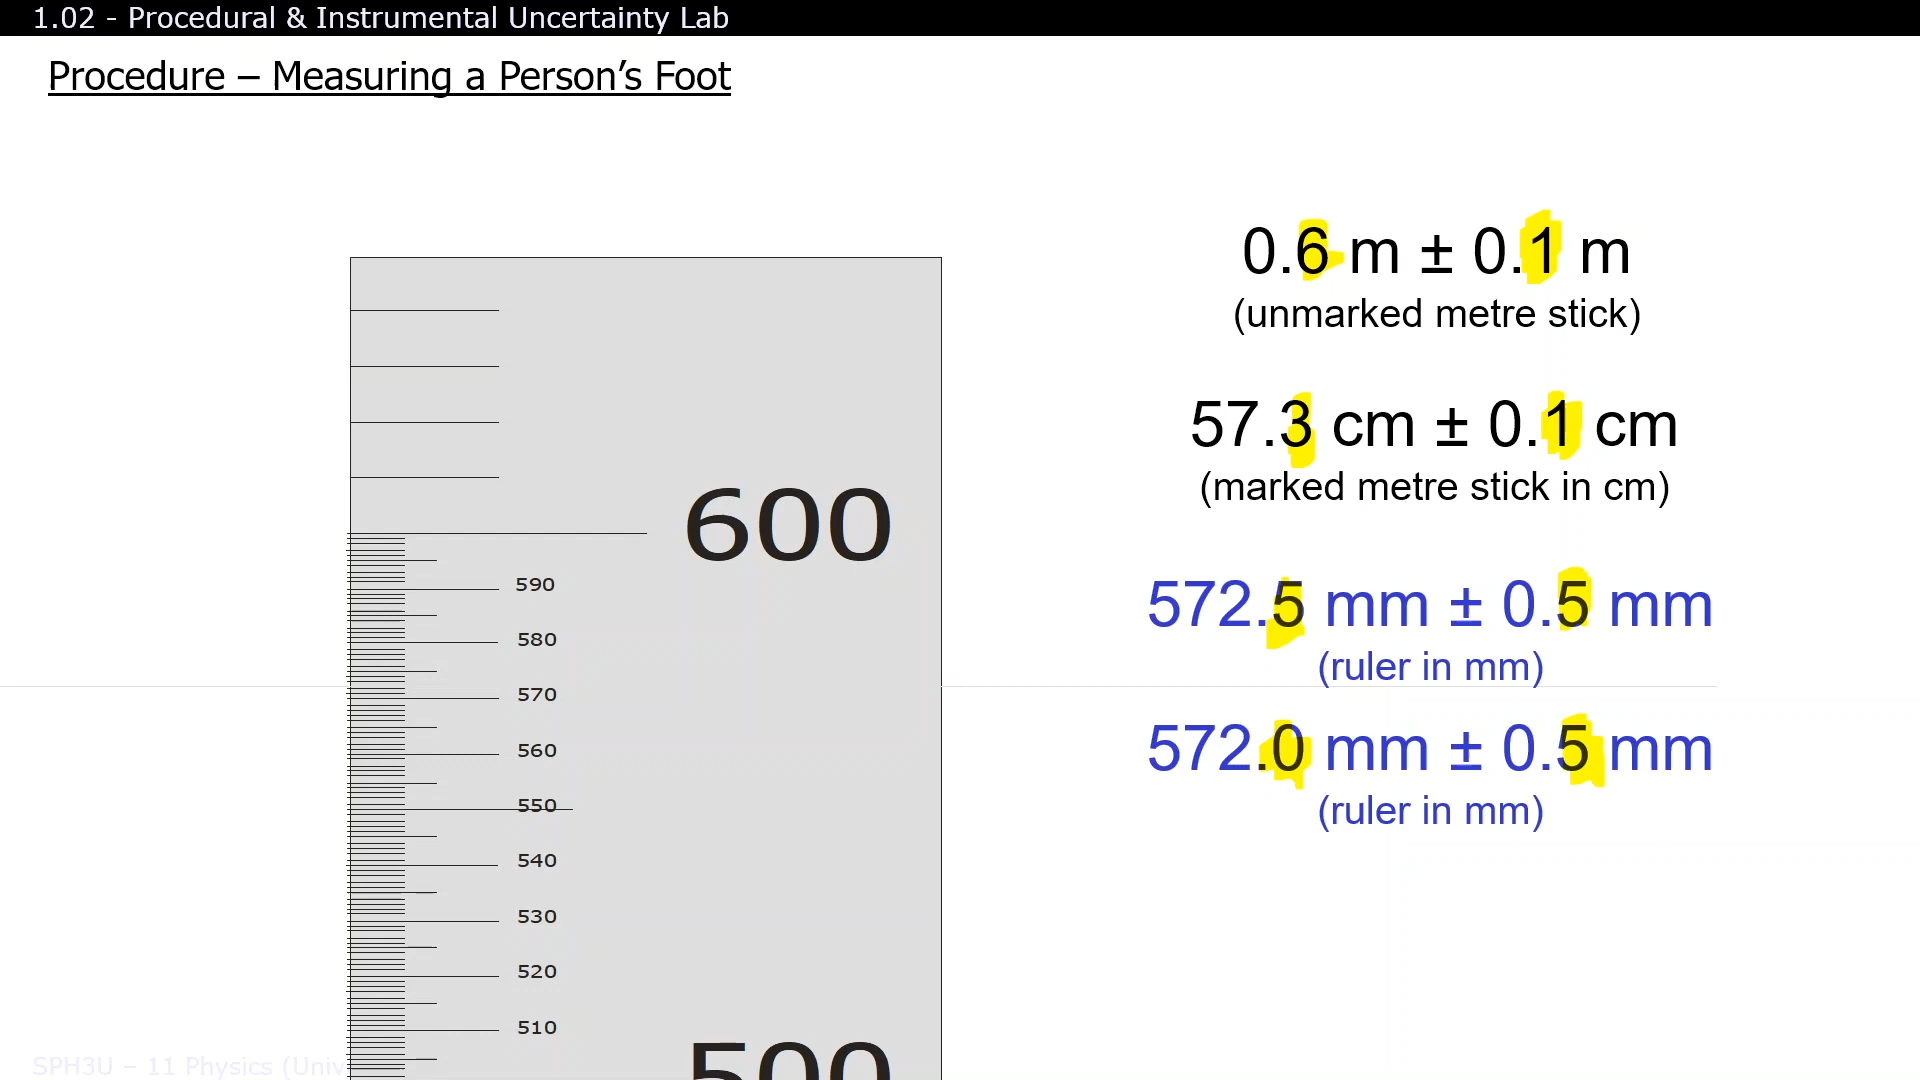 1.02 - Procedural & Instrumental Uncertainty Lab
Procedure – Measuring a Person’s Foot
0.6 m ± 0.1 m
(unmarked metre stick)
57.3 cm ± 0.1 cm
(marked metre stick in cm)
572.5 mm ± 0.5 mm
(ruler in mm)
572.0 mm ± 0.5 mm
(ruler in mm)
600
590
580
570
560
550
540
530
520
510
500
SPH3U – 11 Physics (Univ